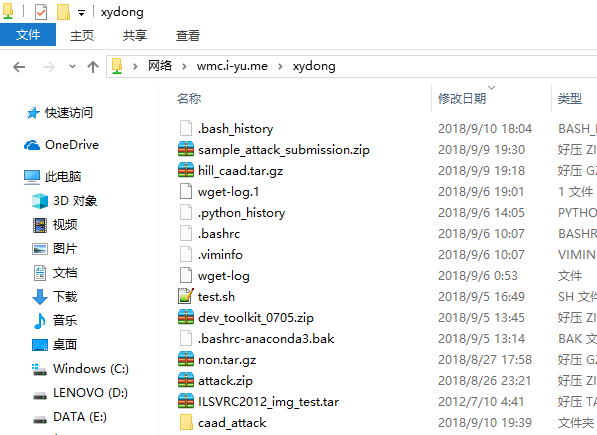 xydong
文件 主页 共享 查看
网络 wmc.i-yu.me xydong
名称 修改日期 类型
快速访问
OneDrive
此电脑
3D 对象
视频
图片
文档
下载
音乐
桌面
Windows (C:)
LENOVO (D:)
DATA (E:)
.bash_history 2018/9/10 18:04 BASH_
sample_attack_submission.zip 2018/9/9 19:30 好压 ZI
hill_caad.tar.gz 2018/9/9 19:18 好压 GZ
wget-log.1 2018/9/6 19:01 1 文件
.python_history 2018/9/6 14:05 PYTHO
.bashrc 2018/9/6 10:07 BASHR
.viminfo 2018/9/6 10:07 VIMIN
wget-log 2018/9/6 0:53 文件
test.sh 2018/9/5 16:49 SH 文件
dev_toolkit_0705.zip 2018/9/5 13:45 好压 ZI
.bashrc-anaconda3.bak 2018/9/5 13:14 BAK 文
non.tar.gz 2018/8/27 17:58 好压 GZ
attack.zip 2018/8/26 23:21 好压 ZI
ILSVRC2012_img_test.tar 2012/7/10 4:41 好压 TA
caad_attack 2018/9/9 19:29 文件夹